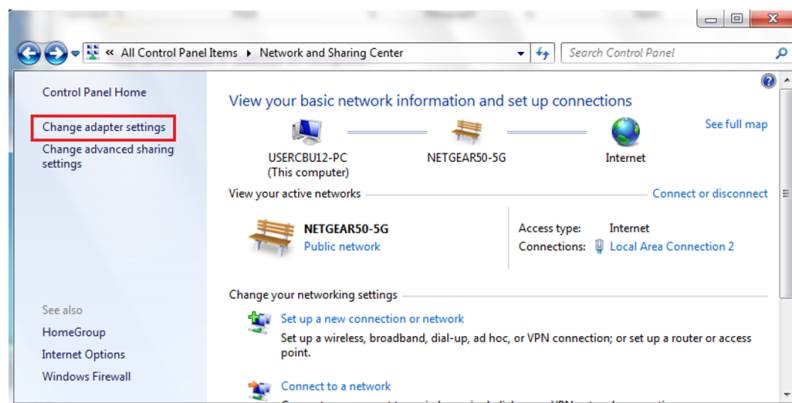 « All Control Panel Items ▸ Network and Sharing Center
Search Control Panel
Control Panel Home
Change adapter settings
Change advanced sharing
settings
See also
HomeGroup
Internet Options
Windows Firewall
View your basic network information and set up connections
See full map
USERCBU12-PC
(This computer)
NETGEAR50-5G
Internet
View your active networks
Connect or disconnect
NETGEAR50-5G
Public network
Access type: Internet
Connections: Local Area Connection 2
Change your networking settings
Set up a new connection or network
Set up a wireless, broadband, dial-up, ad hoc, or VPN connection; or set up a router or access
point.
Connect to a network